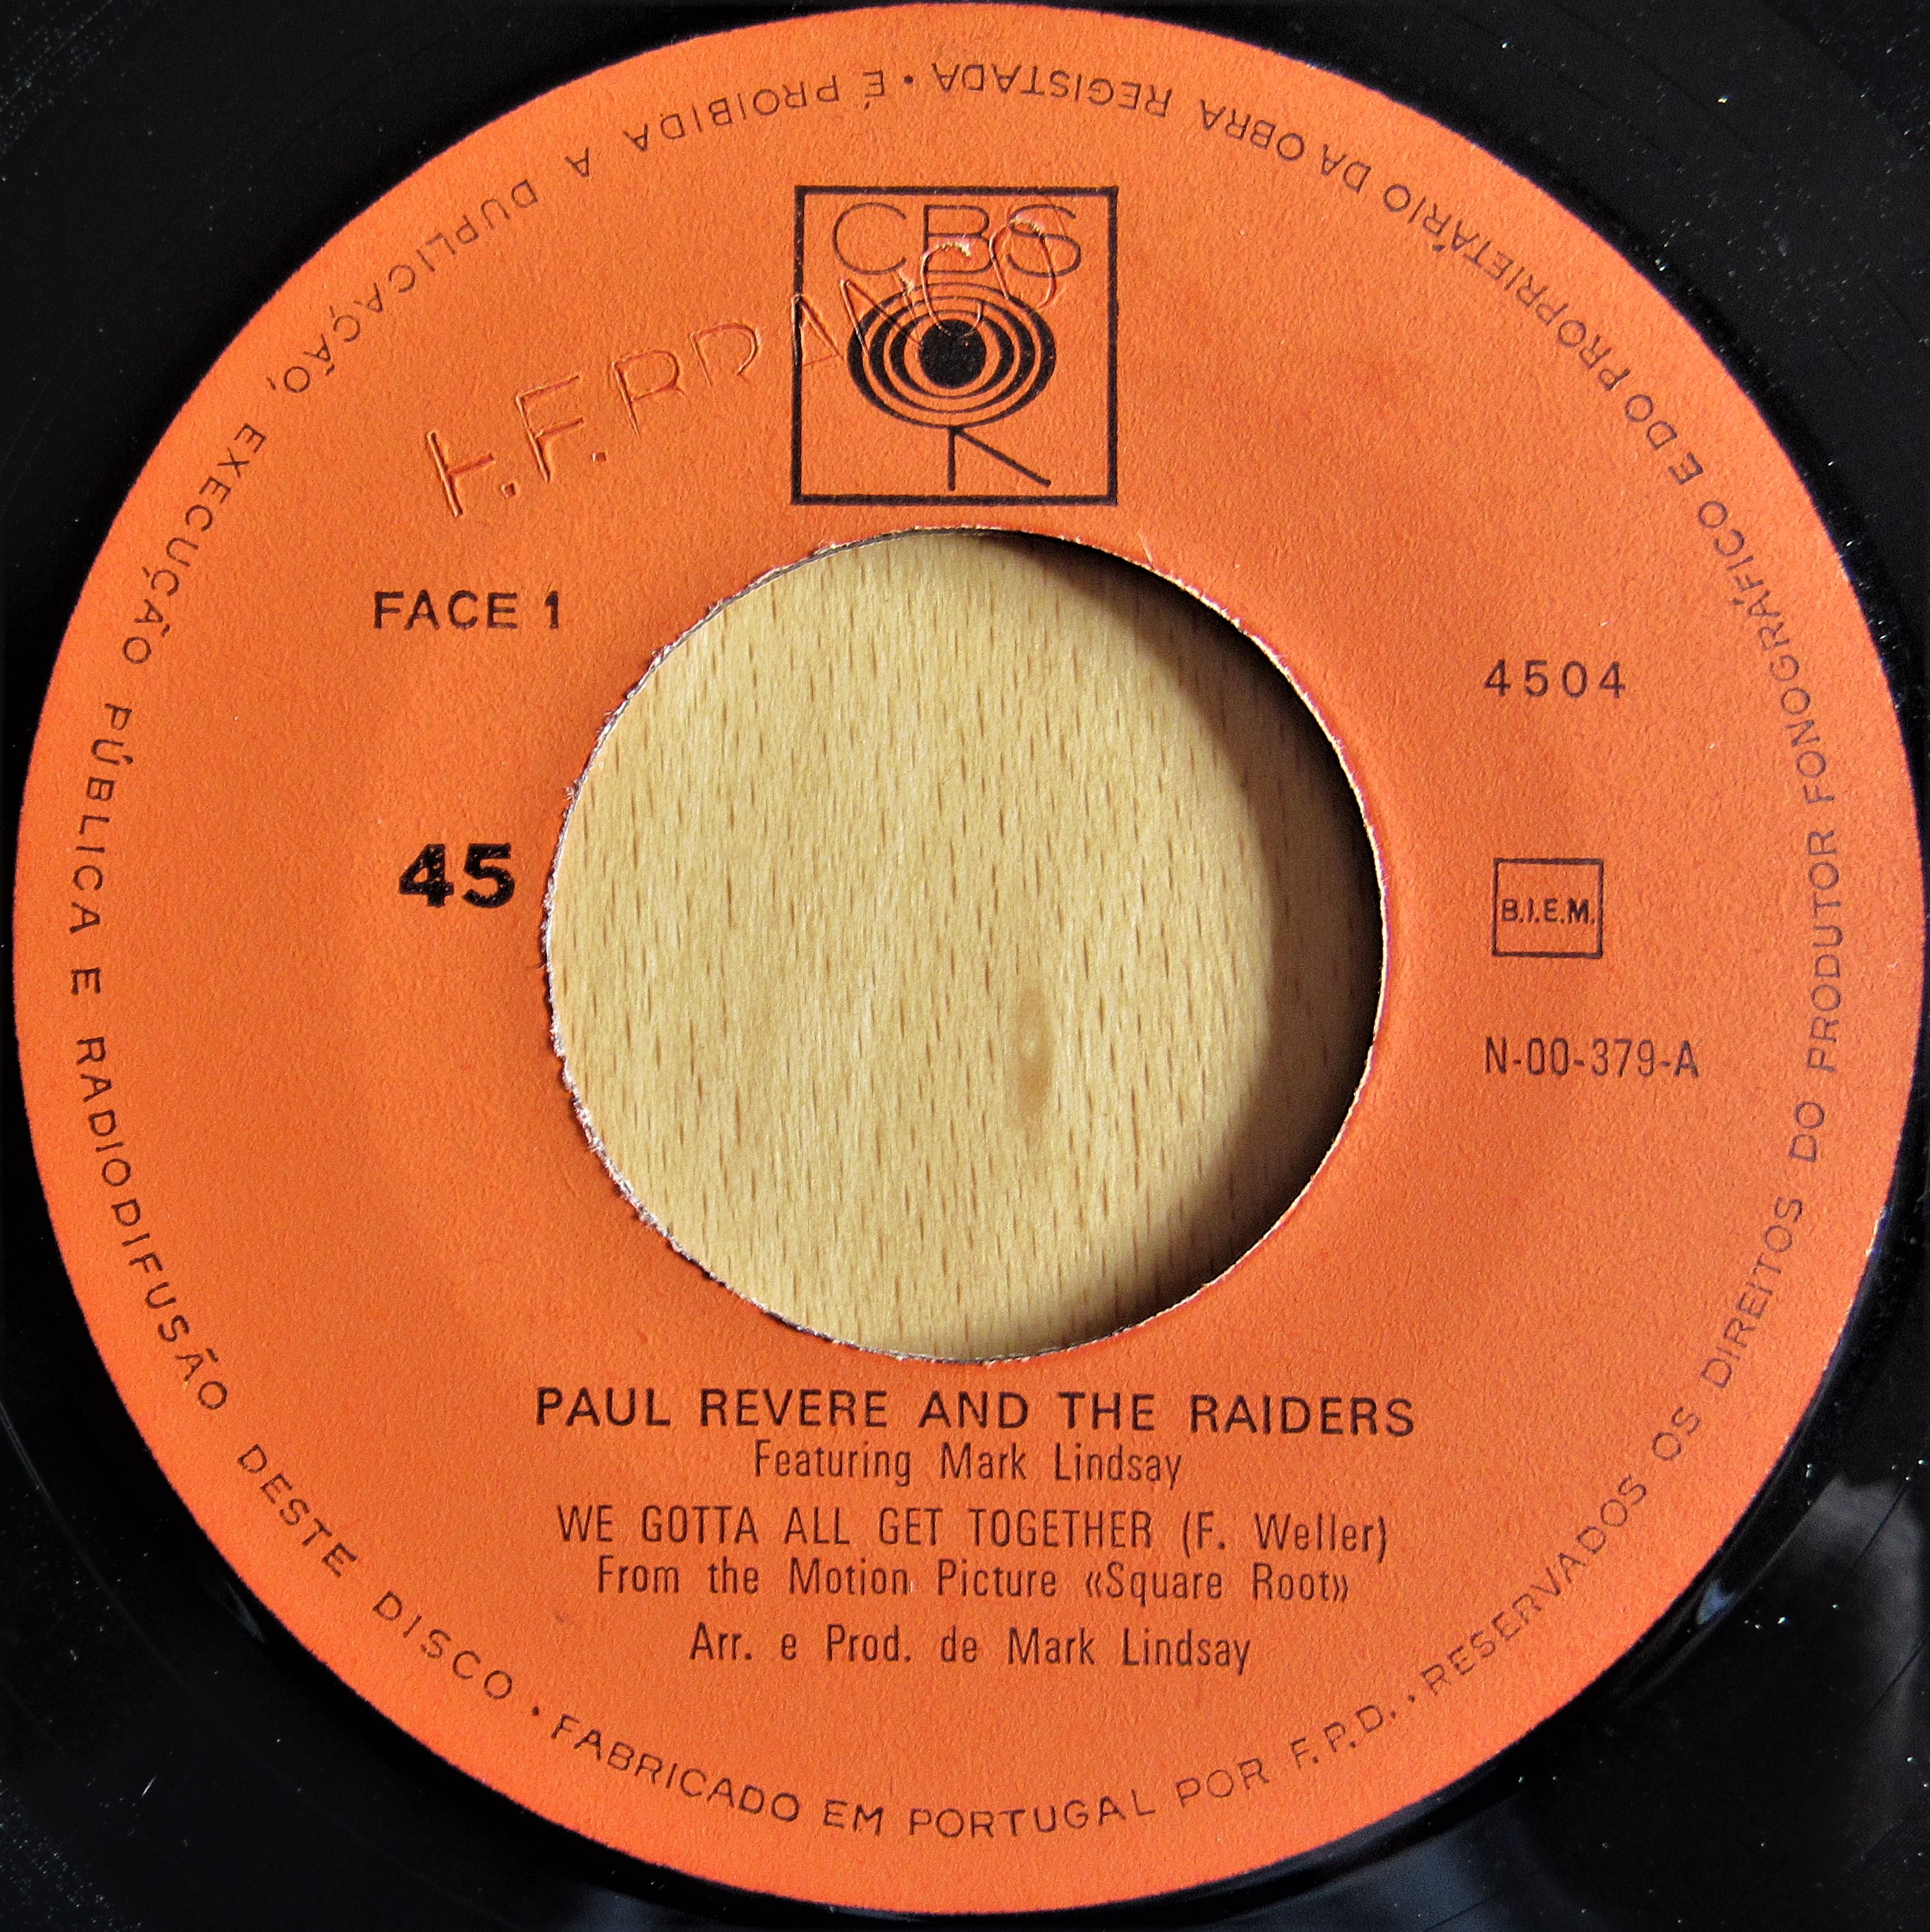 CBS
FACE 1
4504
45
B.I.E.M.
N-00-379-A
PAUL REVERE AND THE RAIDERS
Featuring Mark Lindsay
WE GOTTA ALL GET TOGETHER (F. Weller)
From the Motion Picture «Square Root»
Arr. e Prod. de Mark Lindsay
FABRICADO EM PORTUGAL POR F.P.D. · RESERVADOS OS DIREITOS DO PRODUTOR FONOGRÁFICO E DO PROPRIETÁRIO DA OBRA REGISTADA · É PROIBIDA A DUPLICAÇÃO, EXECUÇÃO PÚBLICA E RADIODIFUSÃO DESTE DISCO ·